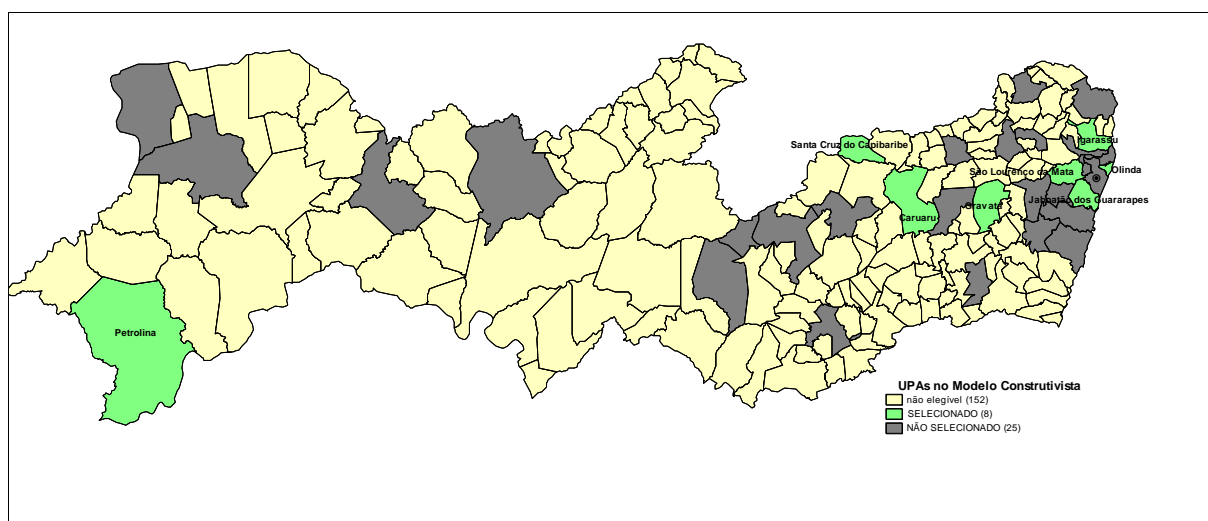 Santa Cruz do Capibaribe
Igarassu
São Lourenço da Mata
Olinda
Jaboatão dos Guararapes
Gravatá
Caruaru
Petrolina
UPAs no Modelo Construtivista
não elegível (152)
SELECIONADO (8)
NÃO SELECIONADO (25)